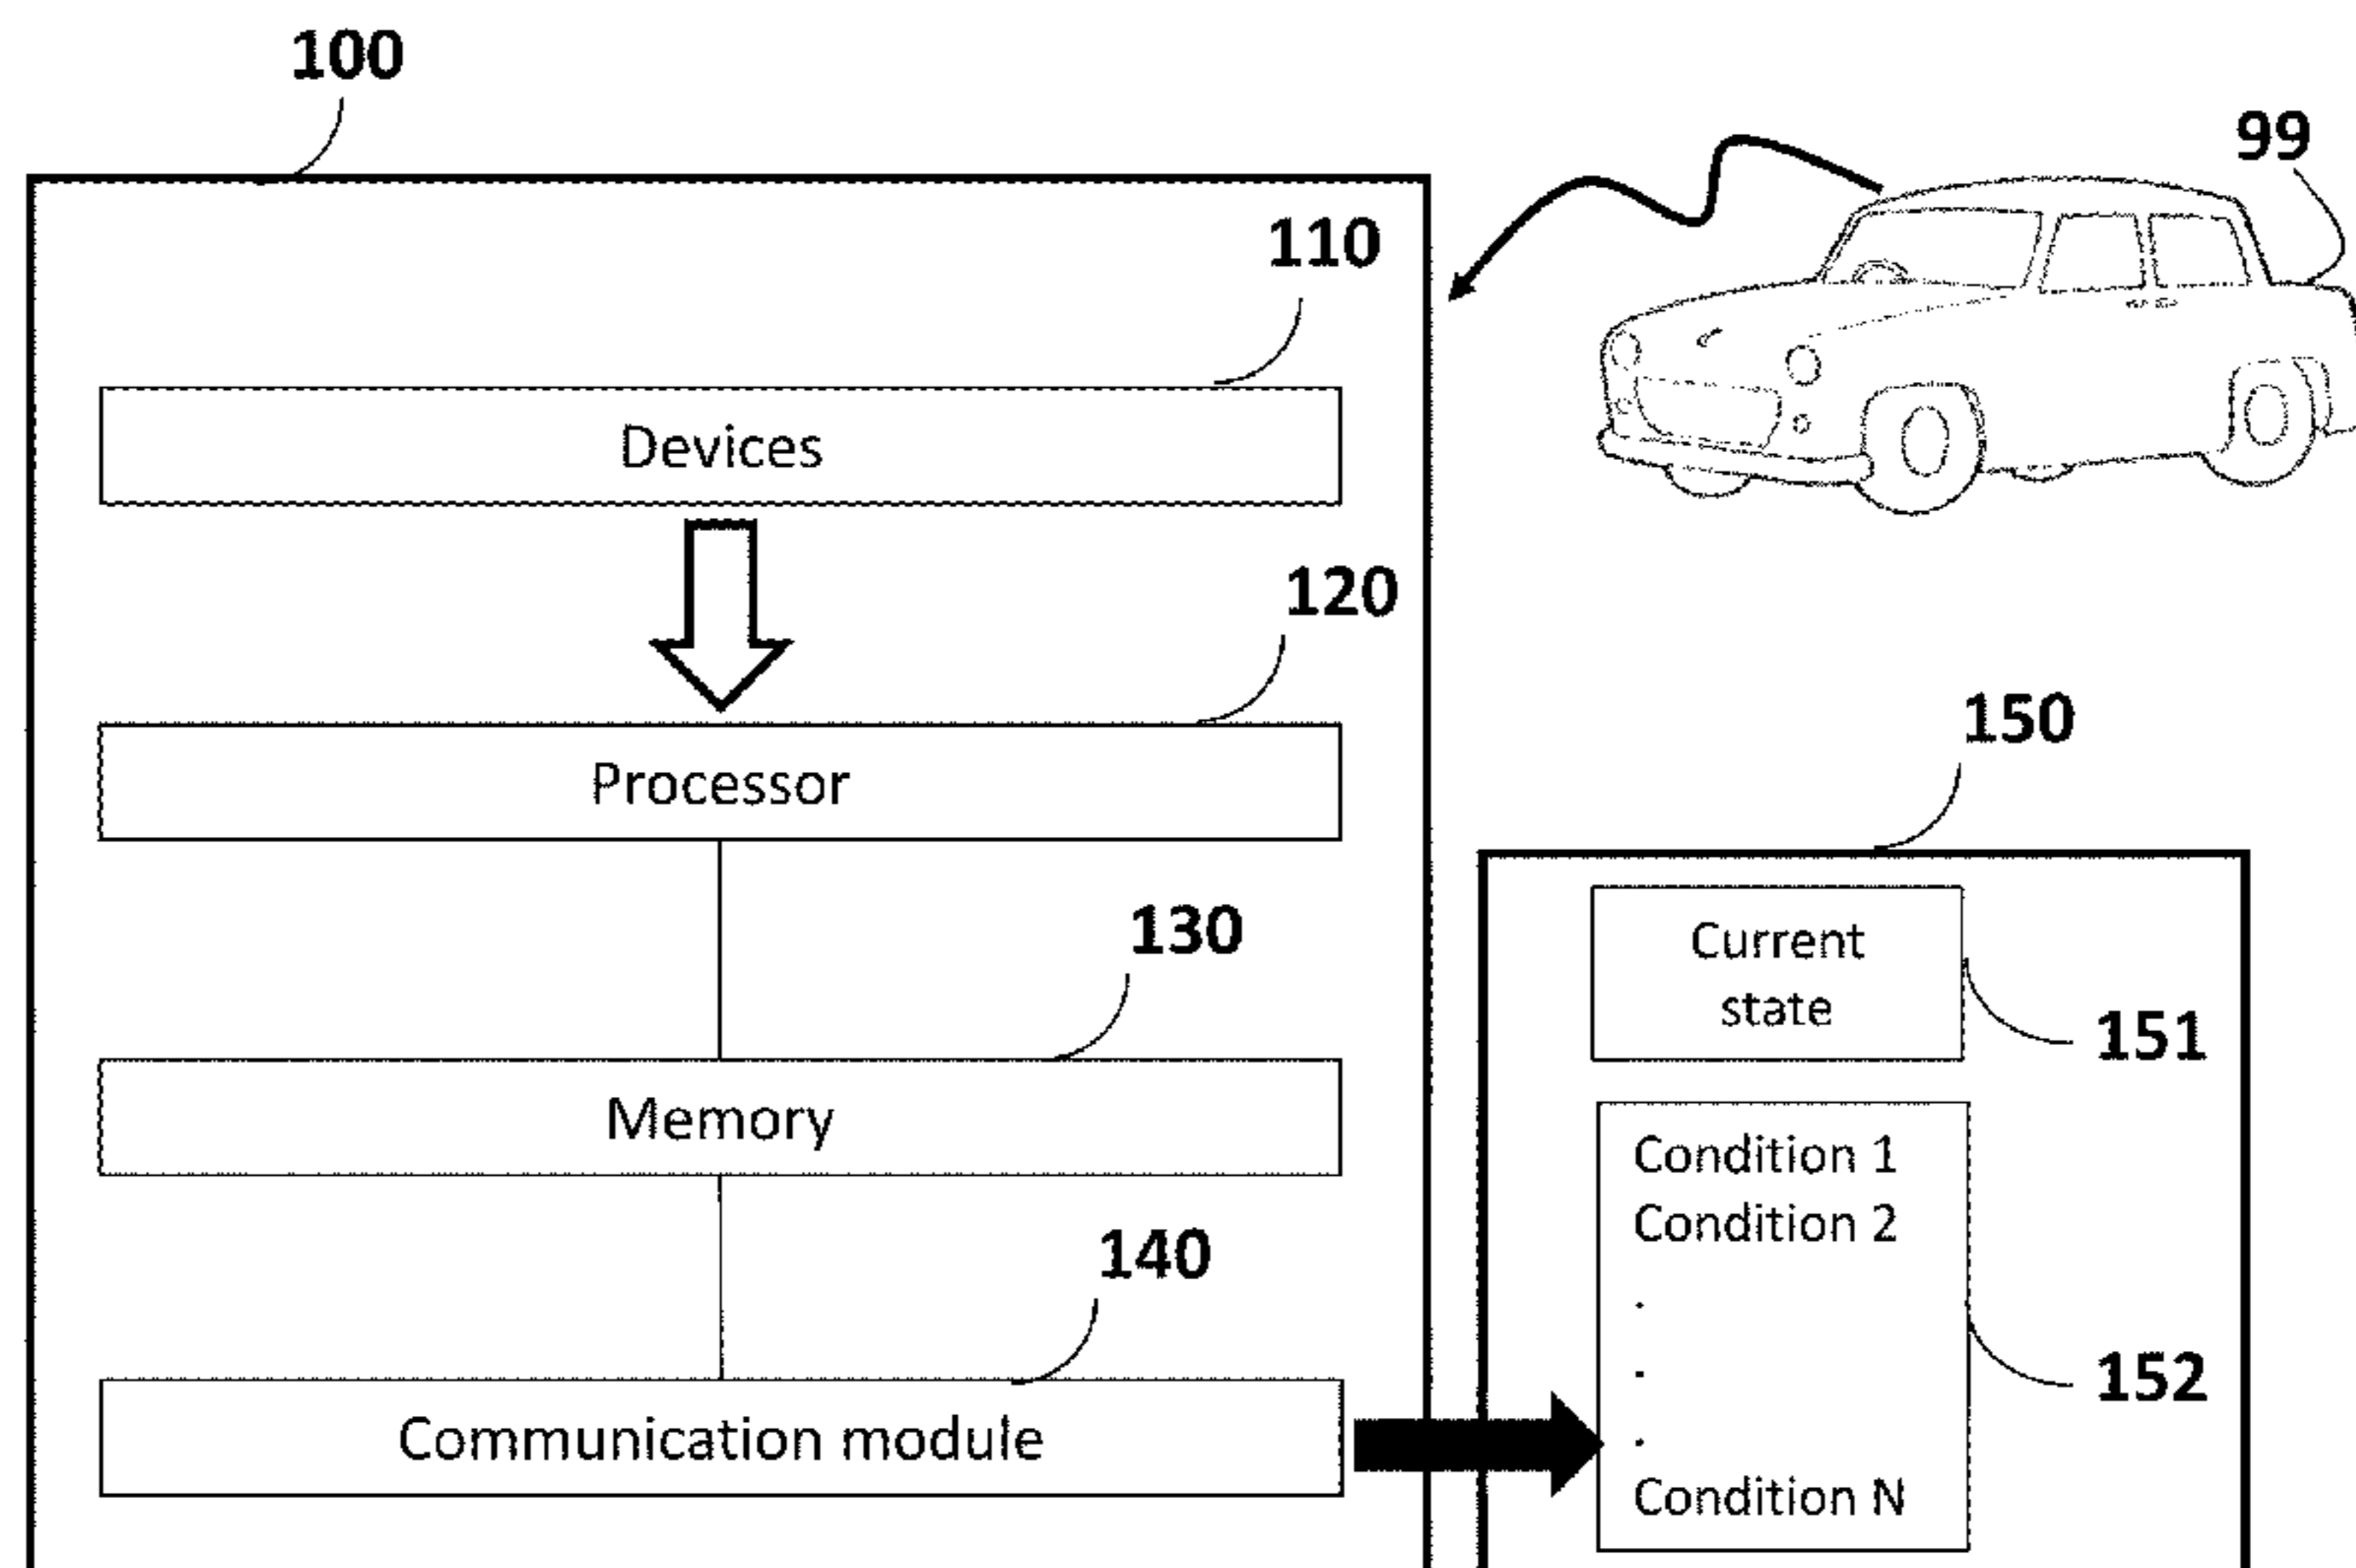 100
99
110
Devices
120
150
Processor
130
Current
state
151
Memory
Condition 1
Condition 2
140
.
.
152
Communication module
.
Condition N